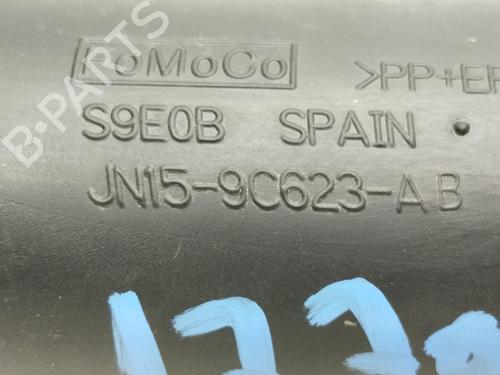 FoMoCo
>PP+EP
S9E0B SPAIN
JN15-9C623-AB
B-PARTS